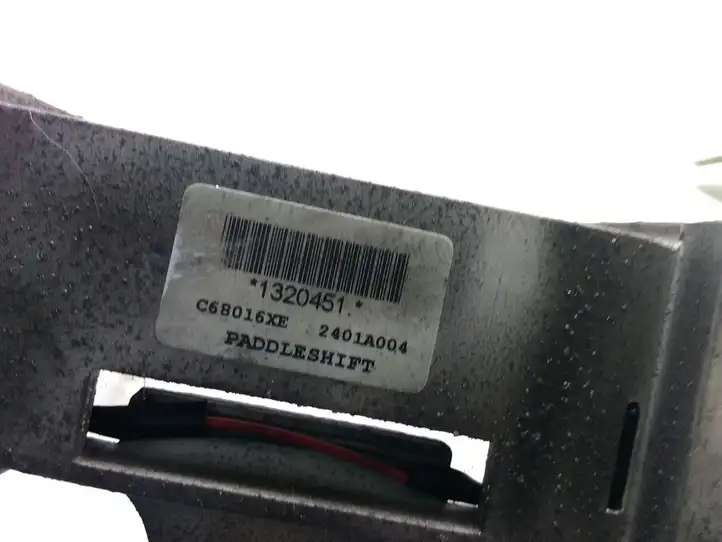 *1320451.*
C68016XE 2401A004
PADDLESHIFT